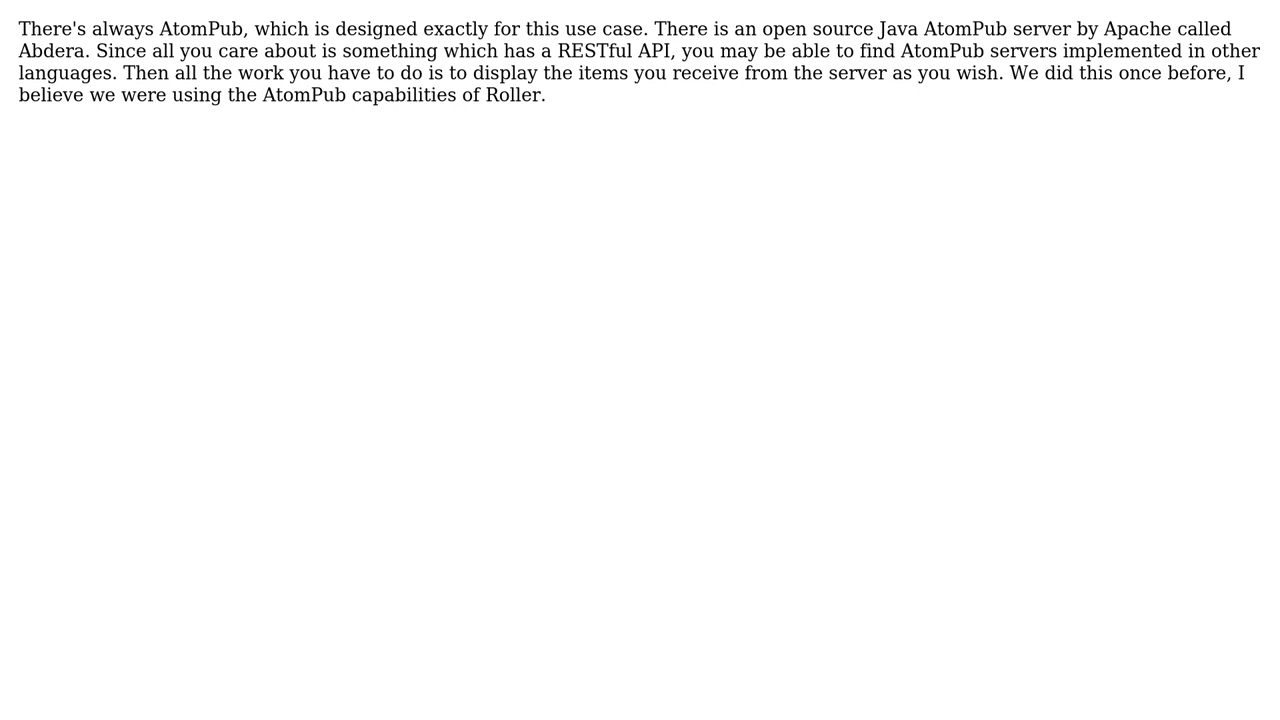 There's always AtomPub, which is designed exactly for this use case. There is an open source Java AtomPub server by Apache called
Abdera. Since all you care about is something which has a RESTful API, you may be able to find AtomPub servers implemented in other
languages. Then all the work you have to do is to display the items you receive from the server as you wish. We did this once before, I
believe we were using the AtomPub capabilities of Roller.